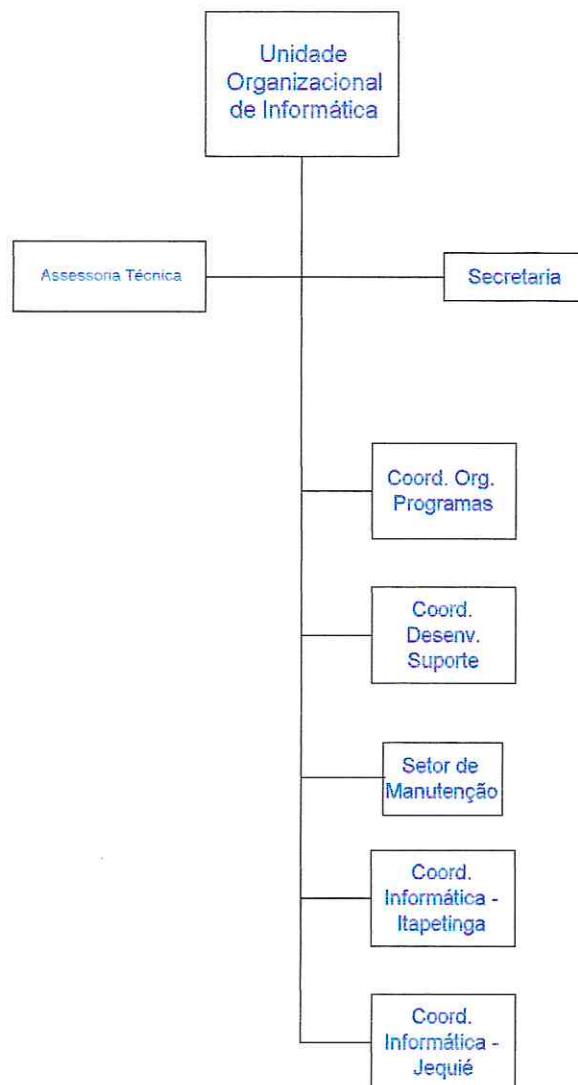 Unidade
Organizacional
de Informática
Assessoria Técnica
Secretaria
Coord. Org.
Programas
Coord.
Desenv.
Suporte
Setor de
Manutenção
Coord.
Informática -
Itapetinga
Coord.
Informática -
Jequié